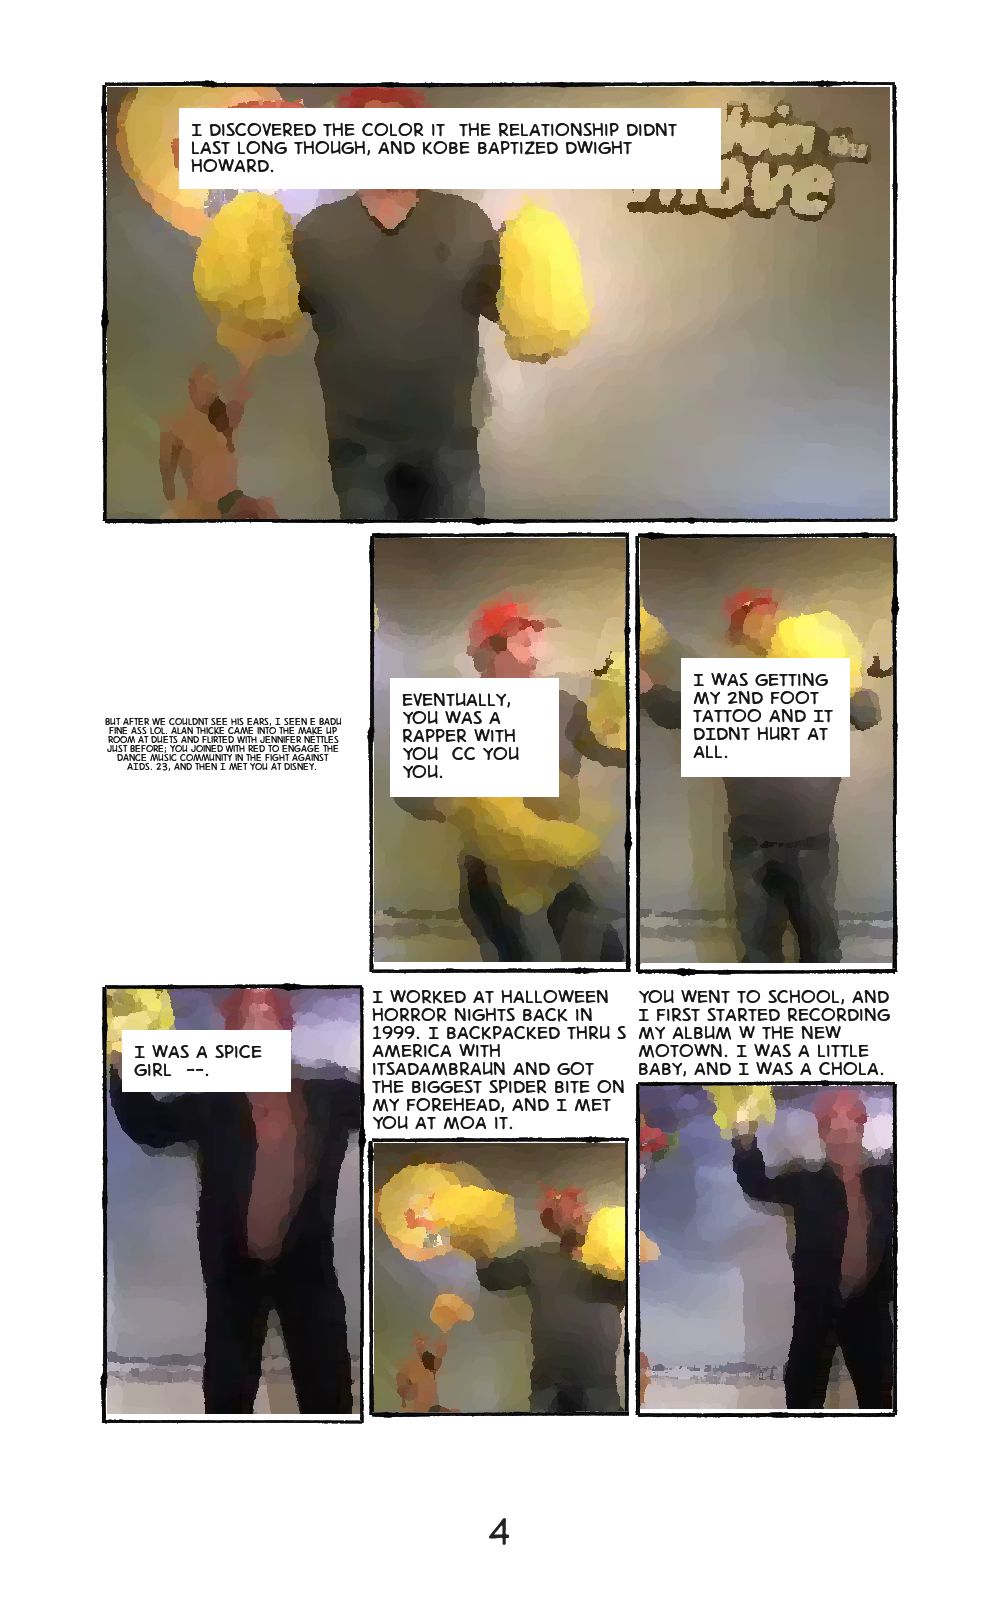 I DISCOVERED THE COLOR IT THE RELATIONSHIP DIDNT
LAST LONG THOUGH, AND KOBE BAPTIZED DWIGHT
HOWARD.
move
BUT AFTER WE COULDNT SEE HIS EARS, I SEEN E BADU
FINE ASS LOL. ALAN THICKE CAME INTO THE MAKE UP
ROOM AT DUETS AND FLIRTED WITH JENNIFER NETTLES
JUST BEFORE; YOU JOINED WITH RED TO ENGAGE THE
DANCE MUSIC COMMUNITY IN THE FIGHT AGAINST
AIDS. 23, AND THEN I MET YOU AT DISNEY.
EVENTUALLY,
YOU WAS A
RAPPER WITH
YOU CC YOU
YOU.
I WAS GETTING
MY 2ND FOOT
TATTOO AND IT
DIDNT HURT AT
ALL.
I WAS A SPICE
GIRL --.
I WORKED AT HALLOWEEN
HORROR NIGHTS BACK IN
1999. I BACKPACKED THRU S
AMERICA WITH
ITSADAMBRAUN AND GOT
THE BIGGEST SPIDER BITE ON
MY FOREHEAD, AND I MET
YOU AT MOA IT.
YOU WENT TO SCHOOL, AND
I FIRST STARTED RECORDING
MY ALBUM W THE NEW
MOTOWN. I WAS A LITTLE
BABY, AND I WAS A CHOLA.
4